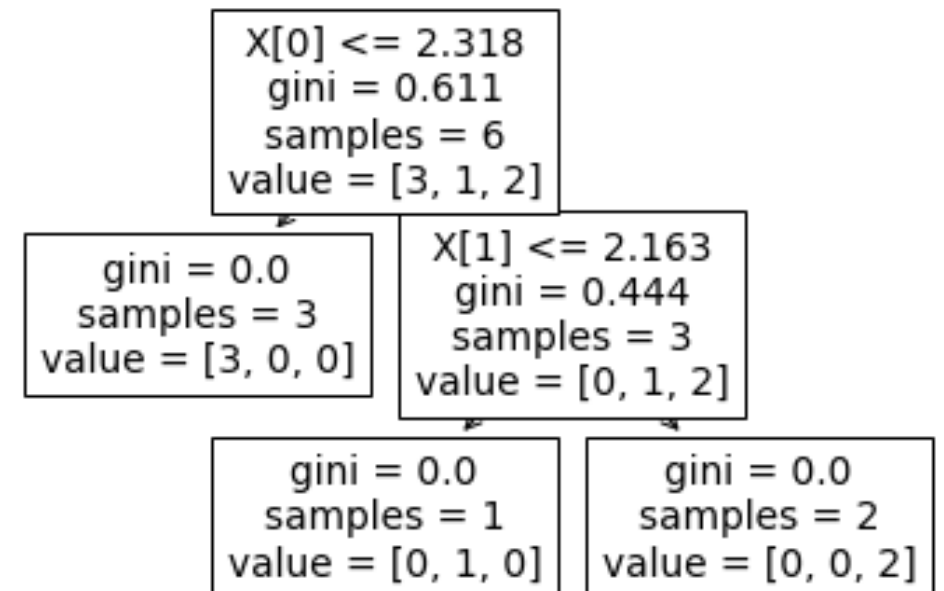 X[0] <= 2.318
gini = 0.611
samples = 6
value = [3, 1, 2]
gini = 0.0
samples = 3
value = [3, 0, 0]
X[1] <= 2.163
gini = 0.444
samples = 3
value = [0, 1, 2]
gini = 0.0
samples = 1
value = [0, 1, 0]
gini = 0.0
samples = 2
value = [0, 0, 2]